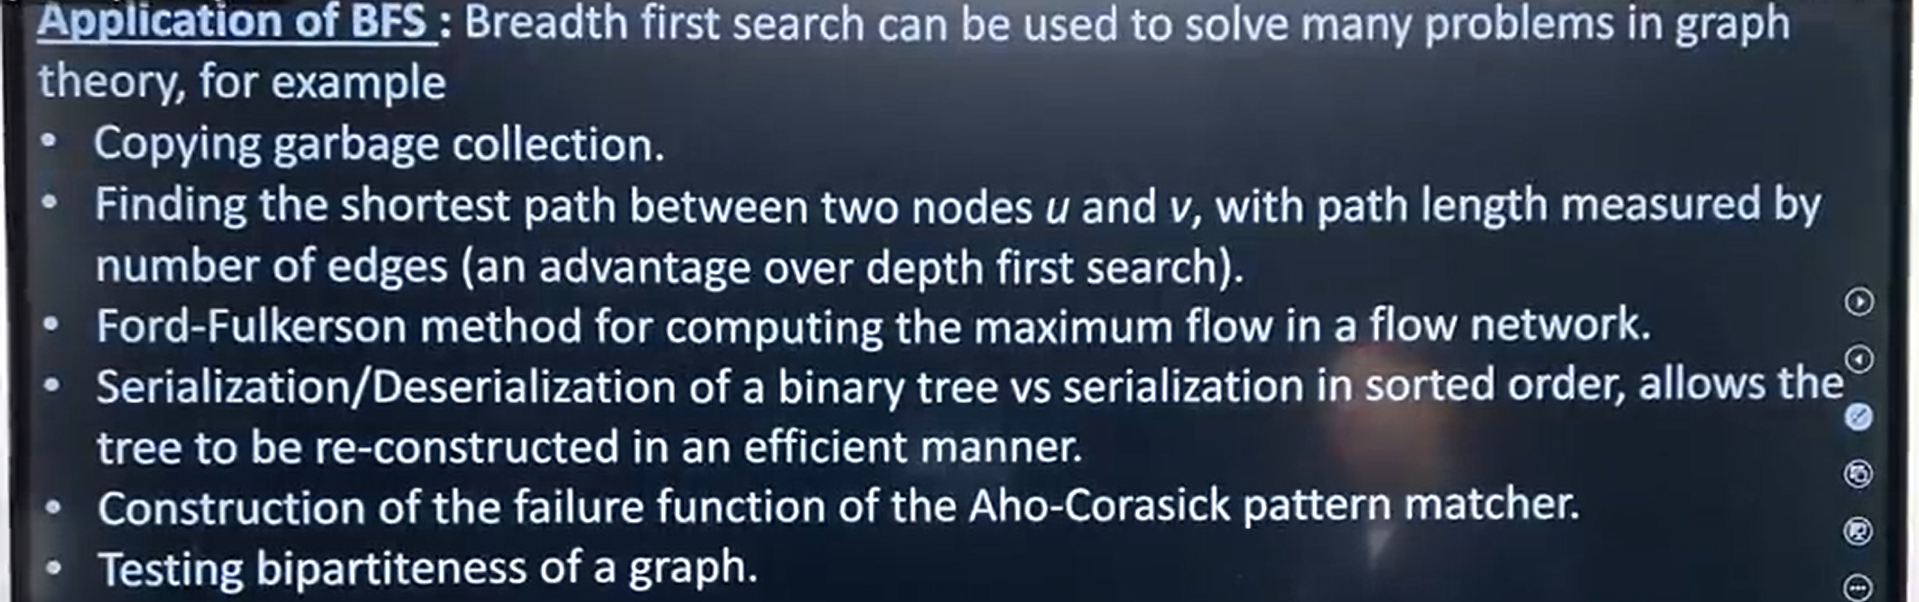 Application of BFS : Breadth first search can be used to solve many problems in graph
theory, for example
• Copying garbage collection.
• Finding the shortest path between two nodes u and v, with path length measured by
number of edges (an advantage over depth first search).
• Ford-Fulkerson method for computing the maximum flow in a flow network.
• Serialization/Deserialization of a binary tree vs serialization in sorted order, allows the
tree to be re-constructed in an efficient manner.
• Construction of the failure function of the Aho-Corasick pattern matcher.
• Testing bipartiteness of a graph.